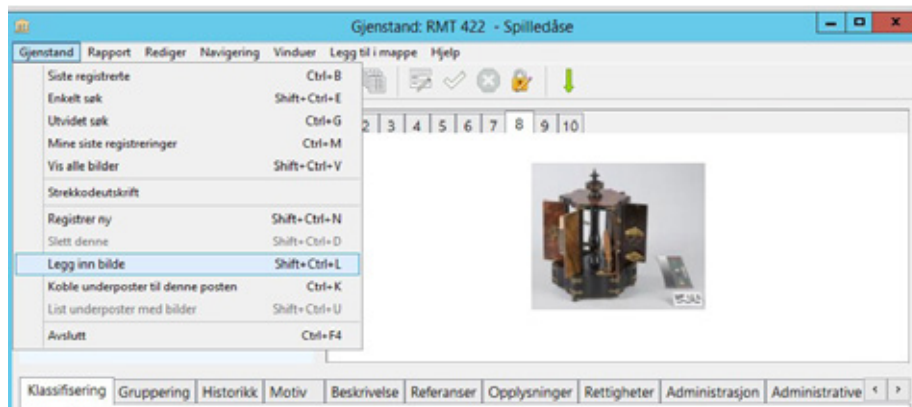 Gjenstand: RMT 422 - Spilledåse
Gjenstand Rapport Rediger Navigering Vinduer Legg til i mappe Hjelp
Siste registrerte Ctrl+B
Enkelt søk Shift+Ctrl+E
Utvidet søk Ctrl+G
Mine siste registreringer Ctrl+M
Vis alle bilder Shift+Ctrl+V
Strekkodeutskrift
Registrer ny Shift+Ctrl+N
Slett denne Shift+Ctrl+D
Legg inn bilde Shift+Ctrl+L
Koble underposter til denne posten Ctrl+K
List underposter med bilder Shift+Ctrl+U
Avslutt Ctrl+F4
2 3 4 5 6 7 8 9 10
Klassifisering Gruppering Historikk Motiv Beskrivelse Referanser Opplysninger Rettigheter Administrasjon Administrative